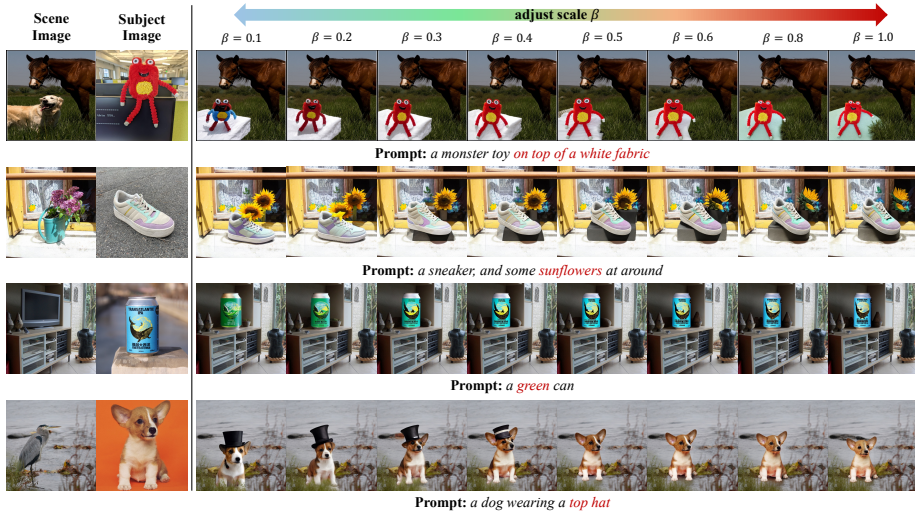 Scene Image
Subject Image
adjust scale β
β = 0.1 β = 0.2 β = 0.3 β = 0.4 β = 0.5 β = 0.6 β = 0.8 β = 1.0
Prompt: a monster toy on top of a white fabric
Prompt: a sneaker, and some sunflowers at around
Prompt: a green can
Prompt: a dog wearing a top hat